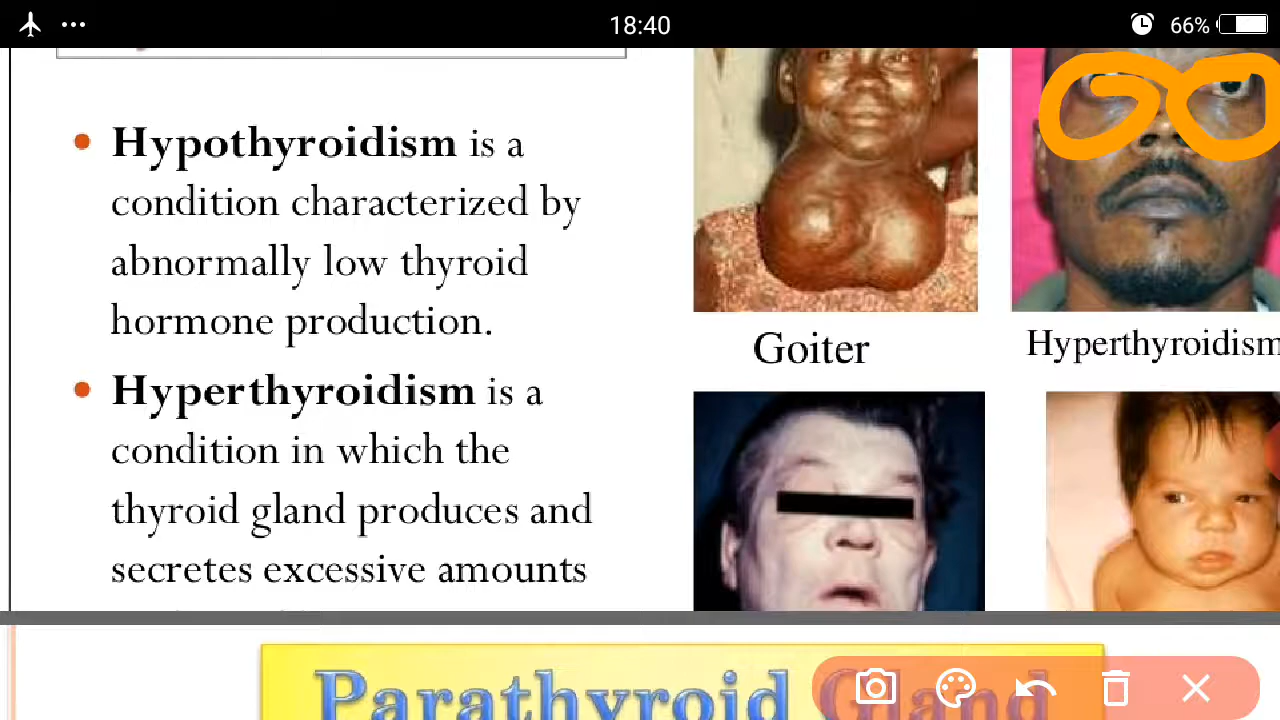 18:40
66%
Hypothyroidism is a
condition characterized by
abnormally low thyroid
hormone production.
Hyperthyroidism is a
condition in which the
thyroid gland produces and
secretes excessive amounts
Goiter
Hyperthyroidism
Parathyroid Gland